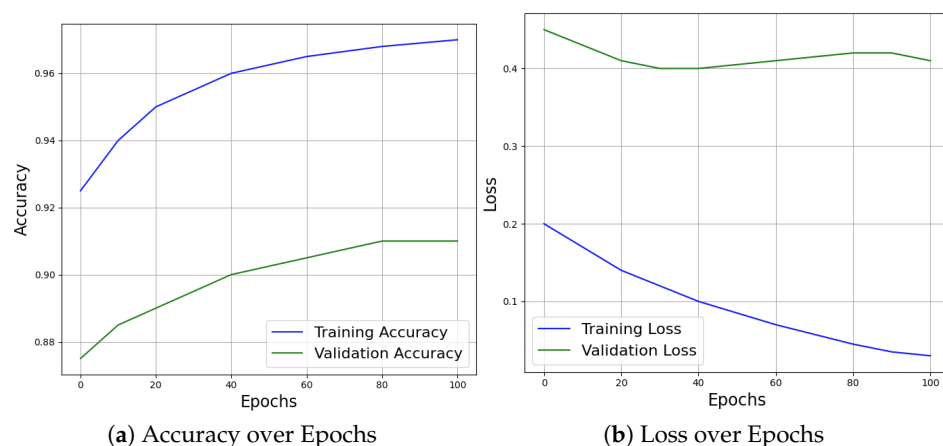 0.96
0.94
0.92
0.90
0.88
Accuracy
Training Accuracy
Validation Accuracy
0 20 40 60 80 100
Epochs
(a) Accuracy over Epochs
0.4
0.3
0.2
0.1
Loss
Training Loss
Validation Loss
0 20 40 60 80 100
Epochs
(b) Loss over Epochs